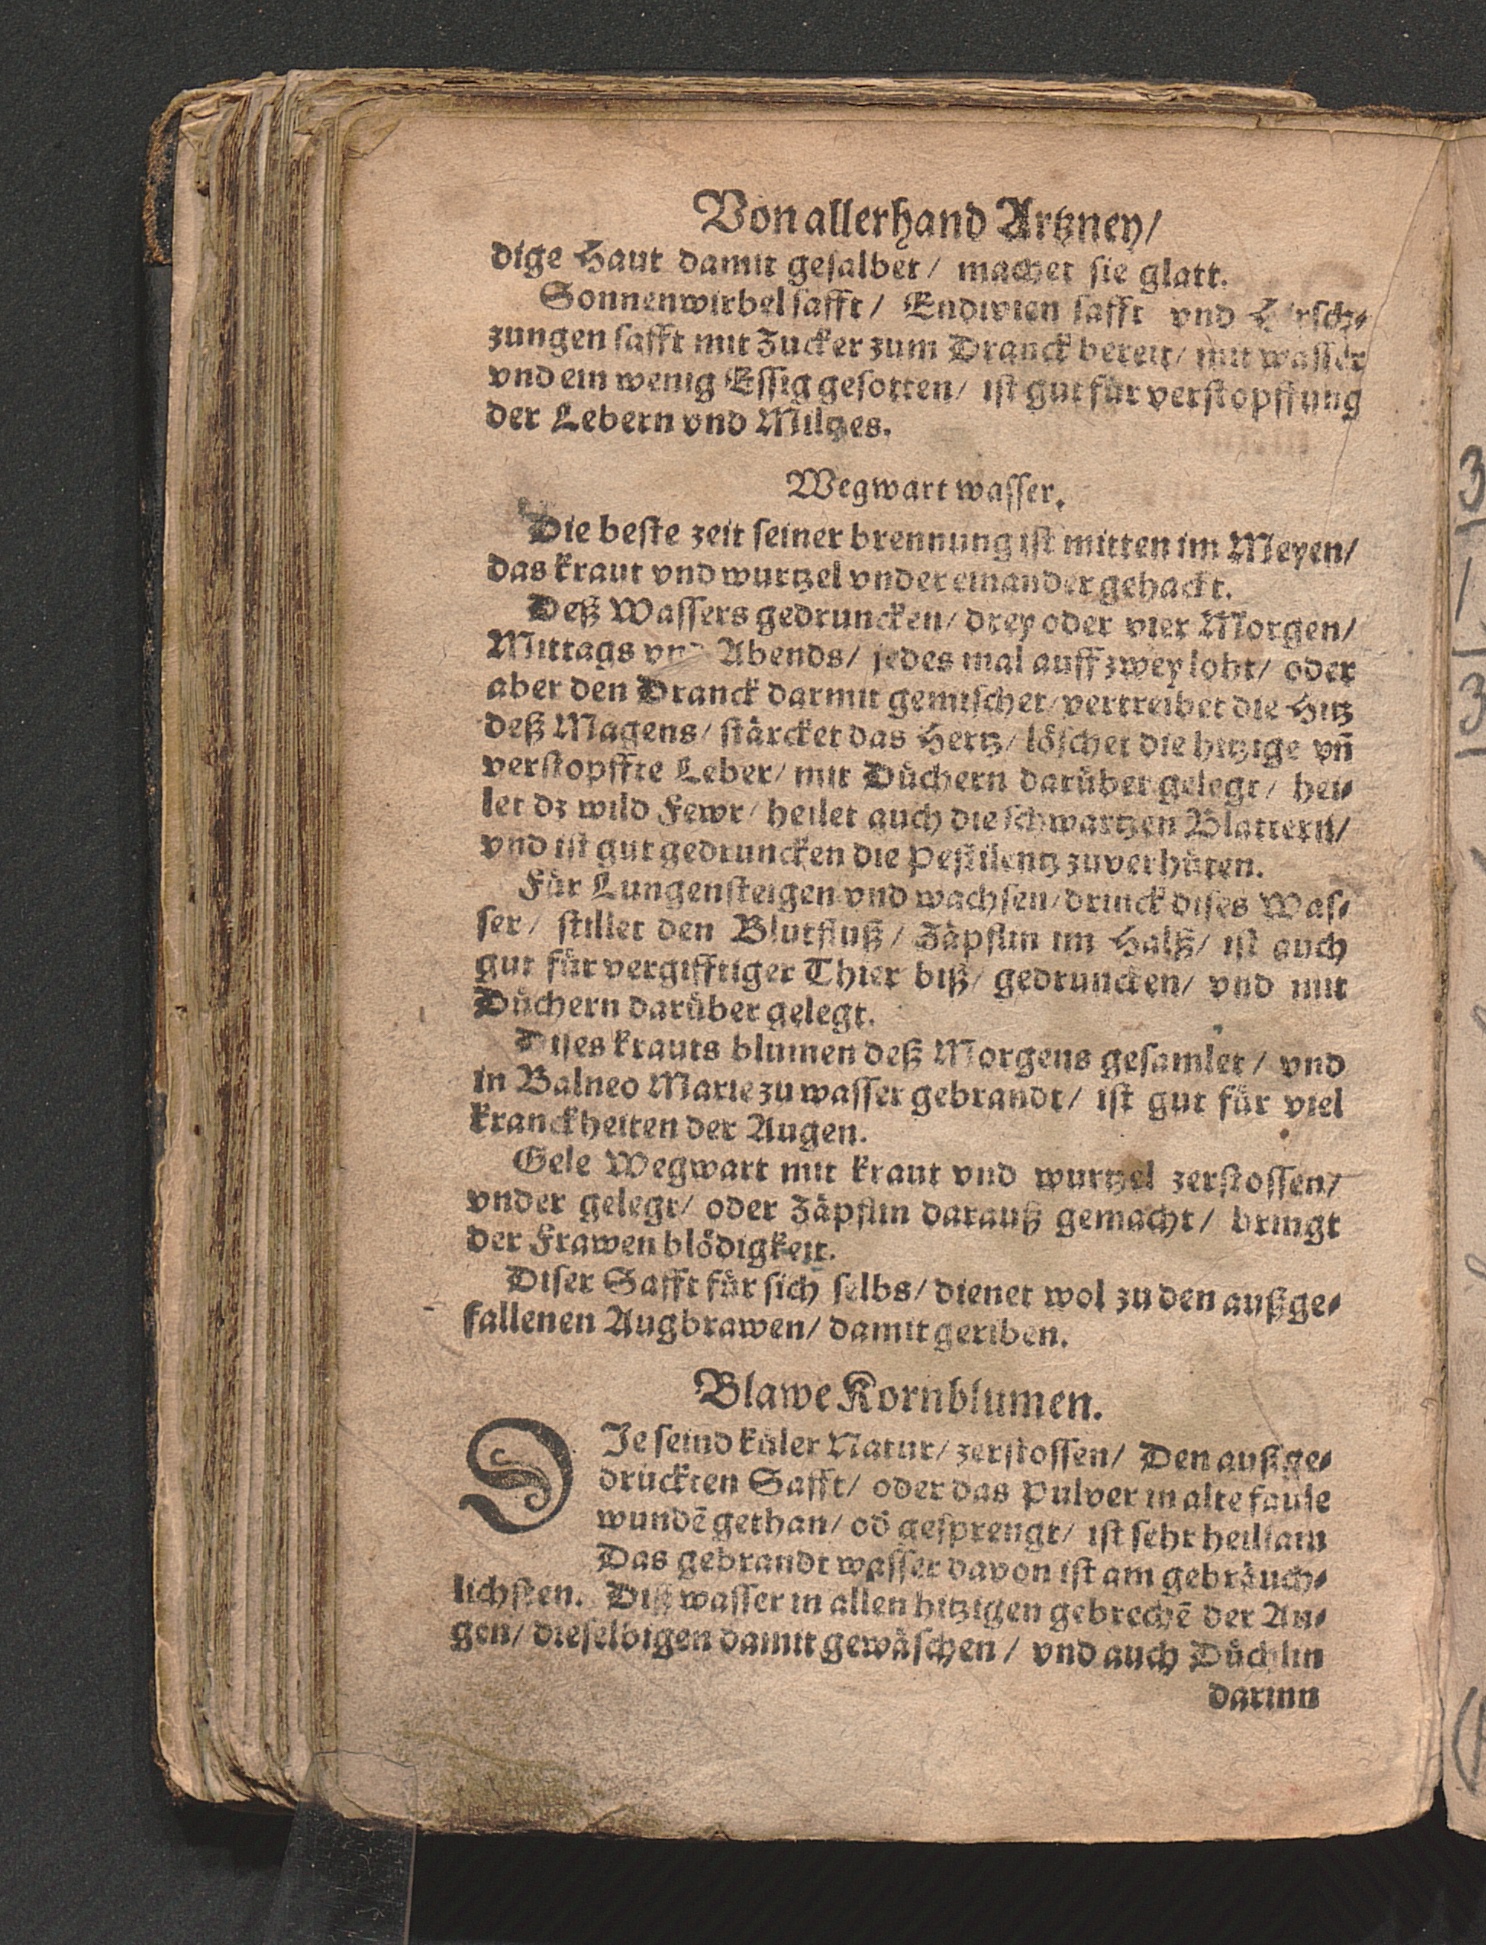 Von allerhand Artzney/
dige Haut damit gesalbet/ machet sie glatt.
Sonnenwirbel safft/ Endivien safft vnd Hirsch-
zungen safft mit Zucker zum Dranck bereit/ mit wasser
vnd ein wenig Essig gesotten/ ist gut für verstopffung
der Lebern vnd Miltzes.
Wegwart wasser.
Die beste zeit seiner brennung ist mitten im Meyen/
das kraut vnd wurtzel vnder einander gehackt.
Deß Wassers gedruncken/ drey oder vier Morgen/
Mittags vnd Abends/ jedes mal auff zwey loht/ oder
aber den Dranck darmit gemischet/ vertreibet die Hitz
deß Magens/ stärcket das Hertz/ löschet die hitzige vñ
verstopffte Leber/ mit Düchern darüber gelegt/ hei-
let dz wild Fewr/ heilet auch die schwartzen Blattern/
vnd ist gut gedruncken die Pestilentz zuverhüten.
Für Lungensteigen vnd wachsen/ drinck dises Was-
ser/ stillet den Blutfluß/ Zäpflin im Halß/ ist auch
gut für vergifftiger Thier biß/ gedruncken/ vnd mit
Düchern darüber gelegt.
Dises krauts blumen deß Morgens gesamlet/ vnd
in Balneo Marie zu wasser gebrandt/ ist gut für viel
kranckheiten der Augen.
Gele Wegwart mit kraut vnd wurtzel zerstossen/
vnder gelegt/ oder Zäpflin darauß gemacht/ bringt
der Frawen blödigkeit.
Diser Safft für sich selbs/ dienet wol zu den außge-
fallenen Augbrawen/ damit geriben.
Blawe Kornblumen.
DIe seind küler Natur/ zerstossen/ Den außge-
druckten Safft/ oder das Pulver in alte faule
wundē gethan/ od̄ gesprengt/ ist sehr heilsam
Das gebrandt wasser davon ist am gebräuch-
lichsten. Diß wasser in allen hitzigen gebrechē der Au-
gen/ dieselbigen damit gewäschen/ vnd auch Düchlin
darinn